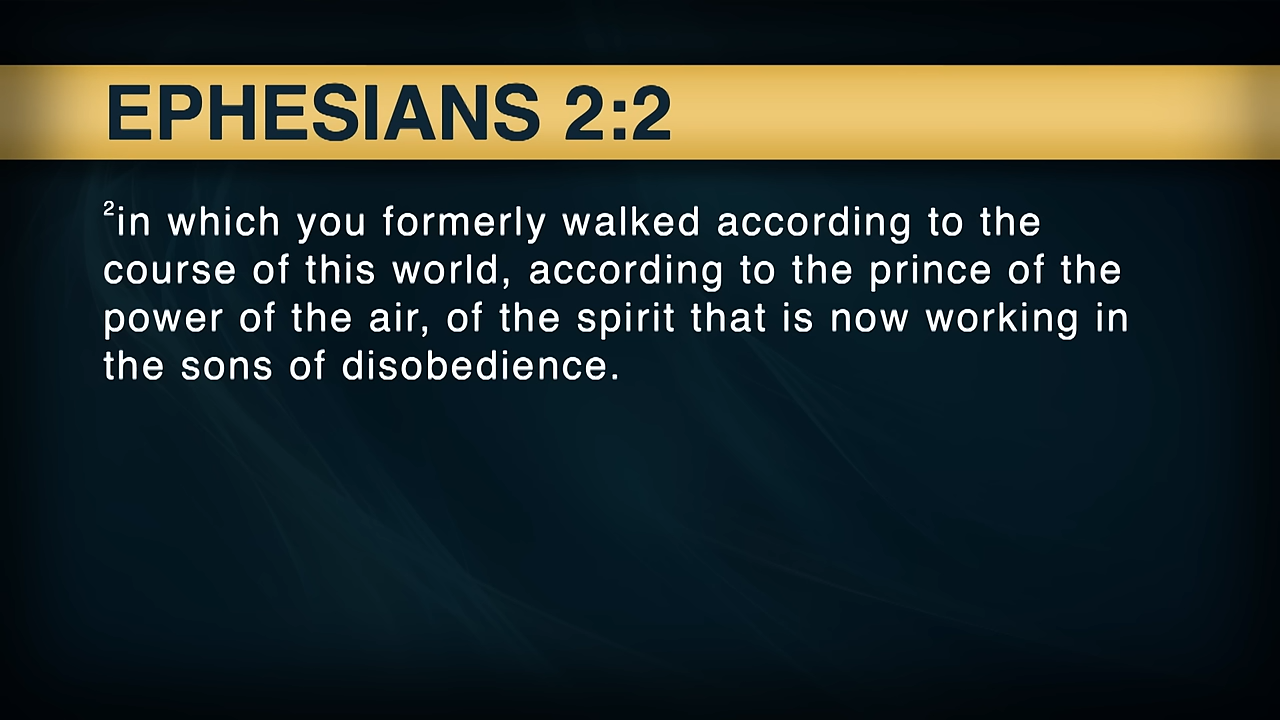 EPHESIANS 2:2
²in which you formerly walked according to the
course of this world, according to the prince of the
power of the air, of the spirit that is now working in
the sons of disobedience.